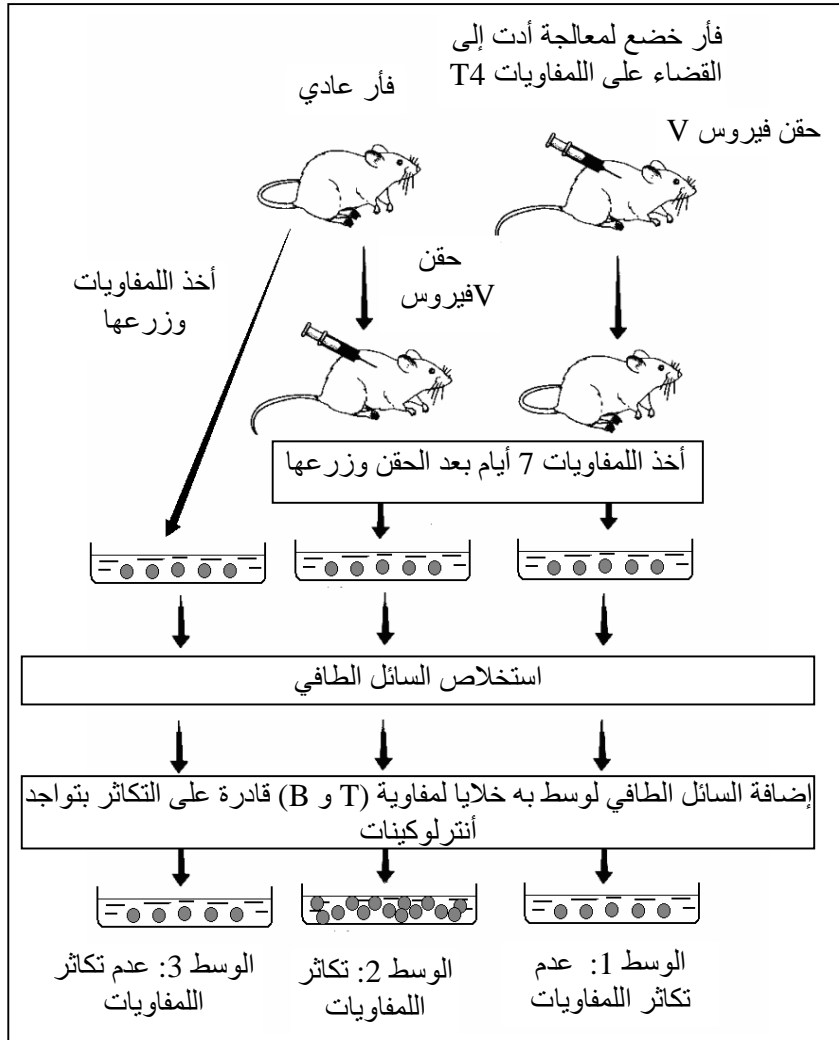 فأر خضع لمعالجة أدت إلى
القضاء على اللمفاويات T4
فأر عادي
حقن فيروس V
حقن
فيروسV
أخذ اللمفاويات
وزرعها
أخذ اللمفاويات 7 أيام بعد الحقن وزرعها
استخلاص السائل الطافي
إضافة السائل الطافي لوسط به خلايا لمفاوية (T و B) قادرة على التكاثر بتواجد
أنترلوكينات
الوسط 1: عدم
تكاثر اللمفاويات
الوسط 2: تكاثر
اللمفاويات
الوسط 3: عدم تكاثر
اللمفاويات